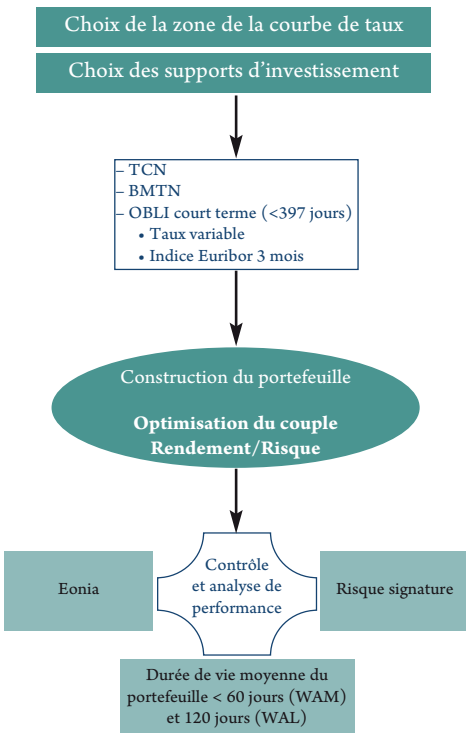 Choix de la zone de la courbe de taux
Choix des supports d'investissement
– TCN
– BMTN
– OBLI court terme (<397 jours)
• Taux variable
• Indice Euribor 3 mois
Construction du portefeuille
Optimisation du couple
Rendement/Risque
Eonia
Contrôle
et analyse de
performance
Risque signature
Durée de vie moyenne du
portefeuille < 60 jours (WAM)
et 120 jours (WAL)